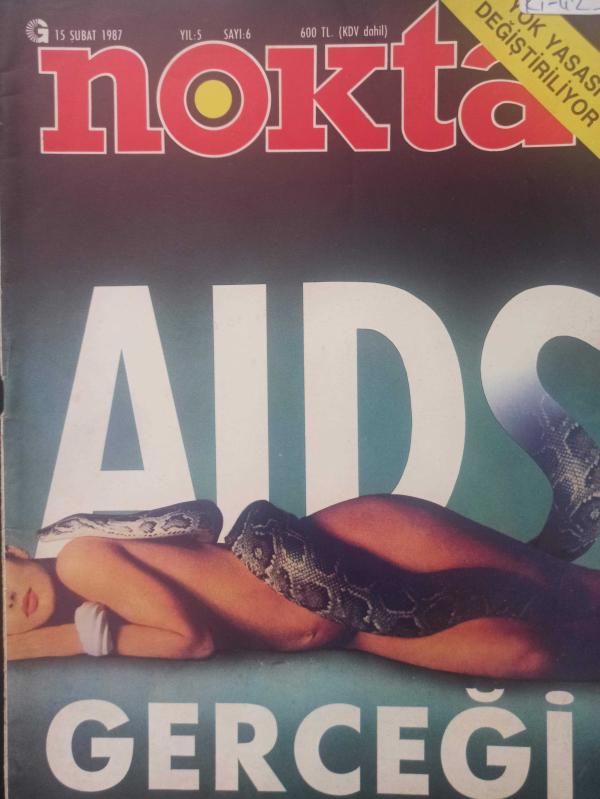 G 15 ŞUBAT 1987 YIL:5 SAYI:6 600 TL. (KDV dahil)
nokta
YÖK YASASI
DEĞİŞTİRİLİYOR
AIDS
GERÇEĞİ